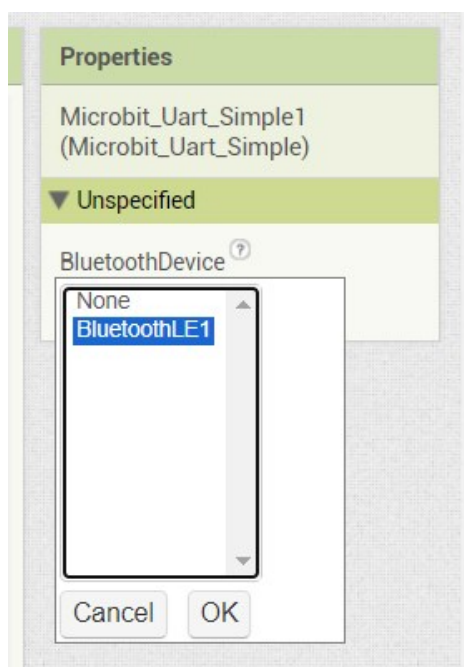 Properties
Microbit_Uart_Simple1
(Microbit_Uart_Simple)
▼ Unspecified
BluetoothDevice ?
None
BluetoothLE1
Cancel OK